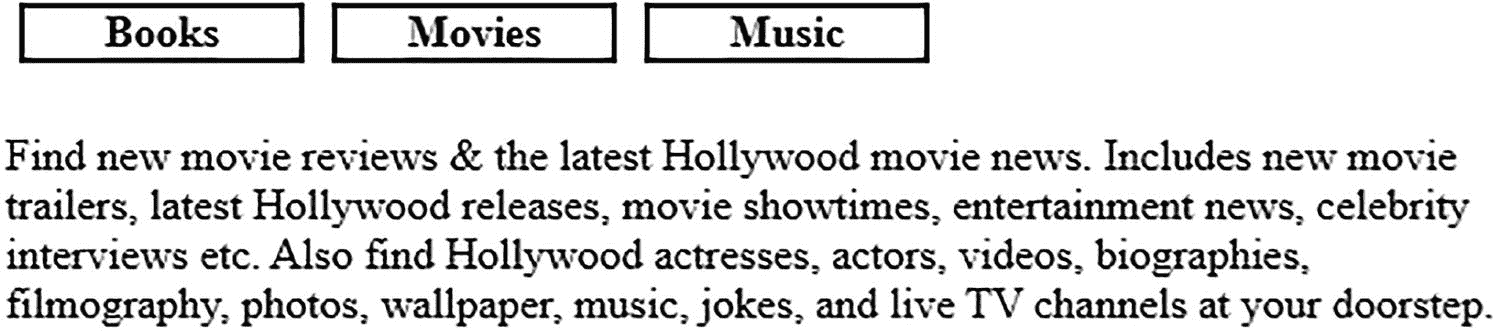 Books Movies Music
Find new movie reviews & the latest Hollywood movie news. Includes new movie
trailers, latest Hollywood releases, movie showtimes, entertainment news, celebrity
interviews etc. Also find Hollywood actresses, actors, videos, biographies,
filmography, photos, wallpaper, music, jokes, and live TV channels at your doorstep.